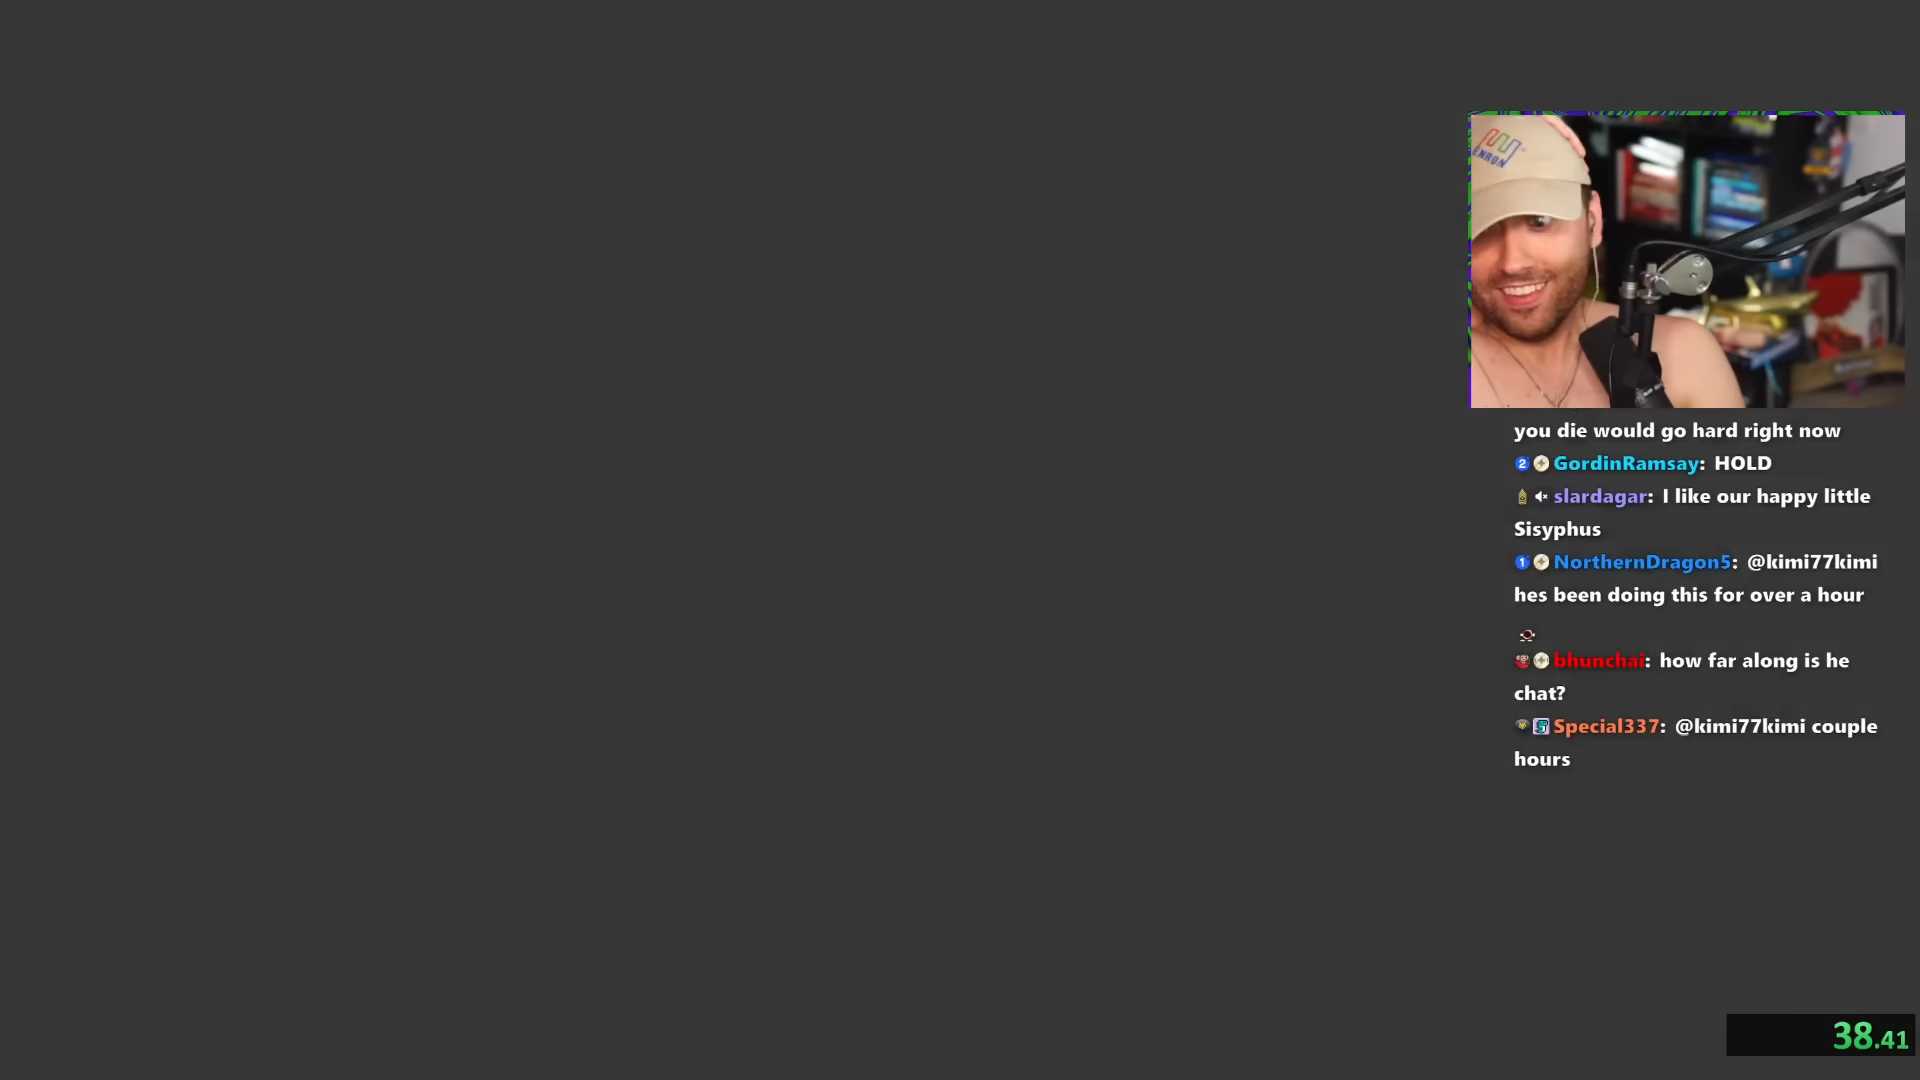 ENRON
you die would go hard right now
GordinRamsay: HOLD
slardagar: I like our happy little
Sisyphus
NorthernDragon5: @kimi77kimi
hes been doing this for over a hour
bhunchai: how far along is he
chat?
Special337: @kimi77kimi couple
hours
38.41